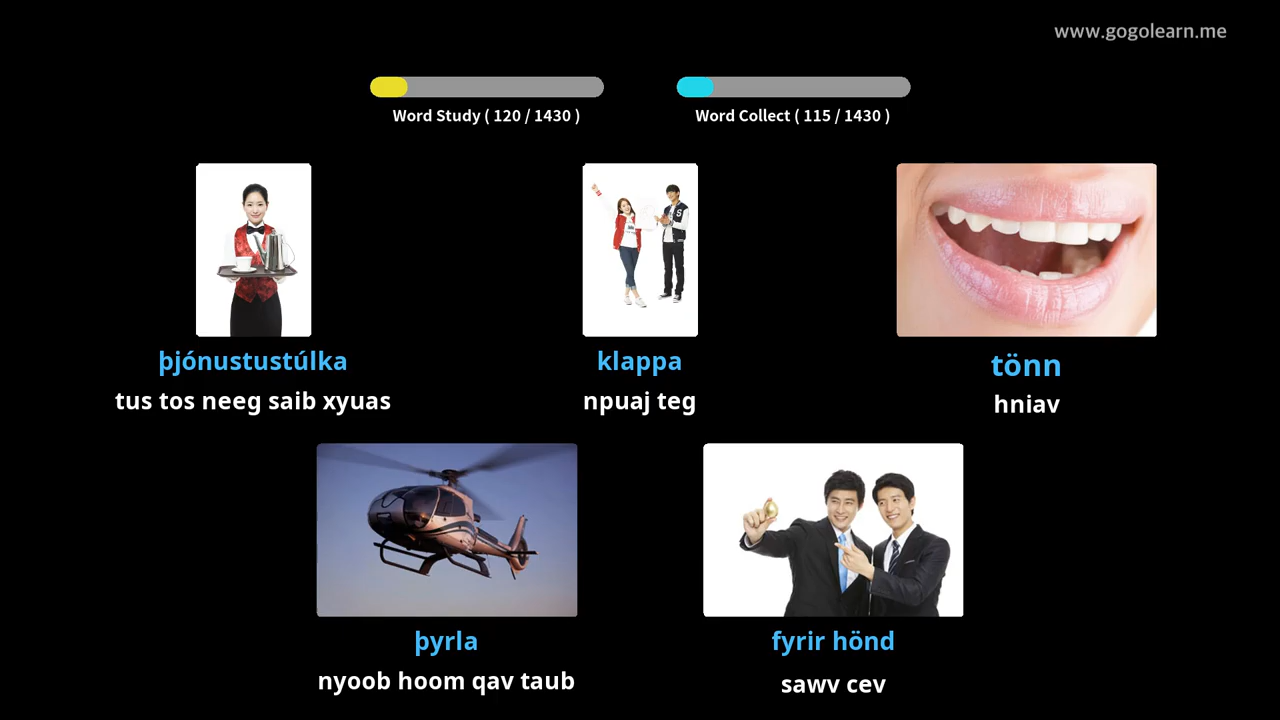 www.gogolearn.me
Word Study ( 120 / 1430 )
Word Collect ( 115 / 1430 )
þjónustustúlka
klappa
tönn
tus tos neeg saib xyuas
npuaj teg
hniav
þyrla
fyrir hönd
nyoob hoom qav taub
sawv cev